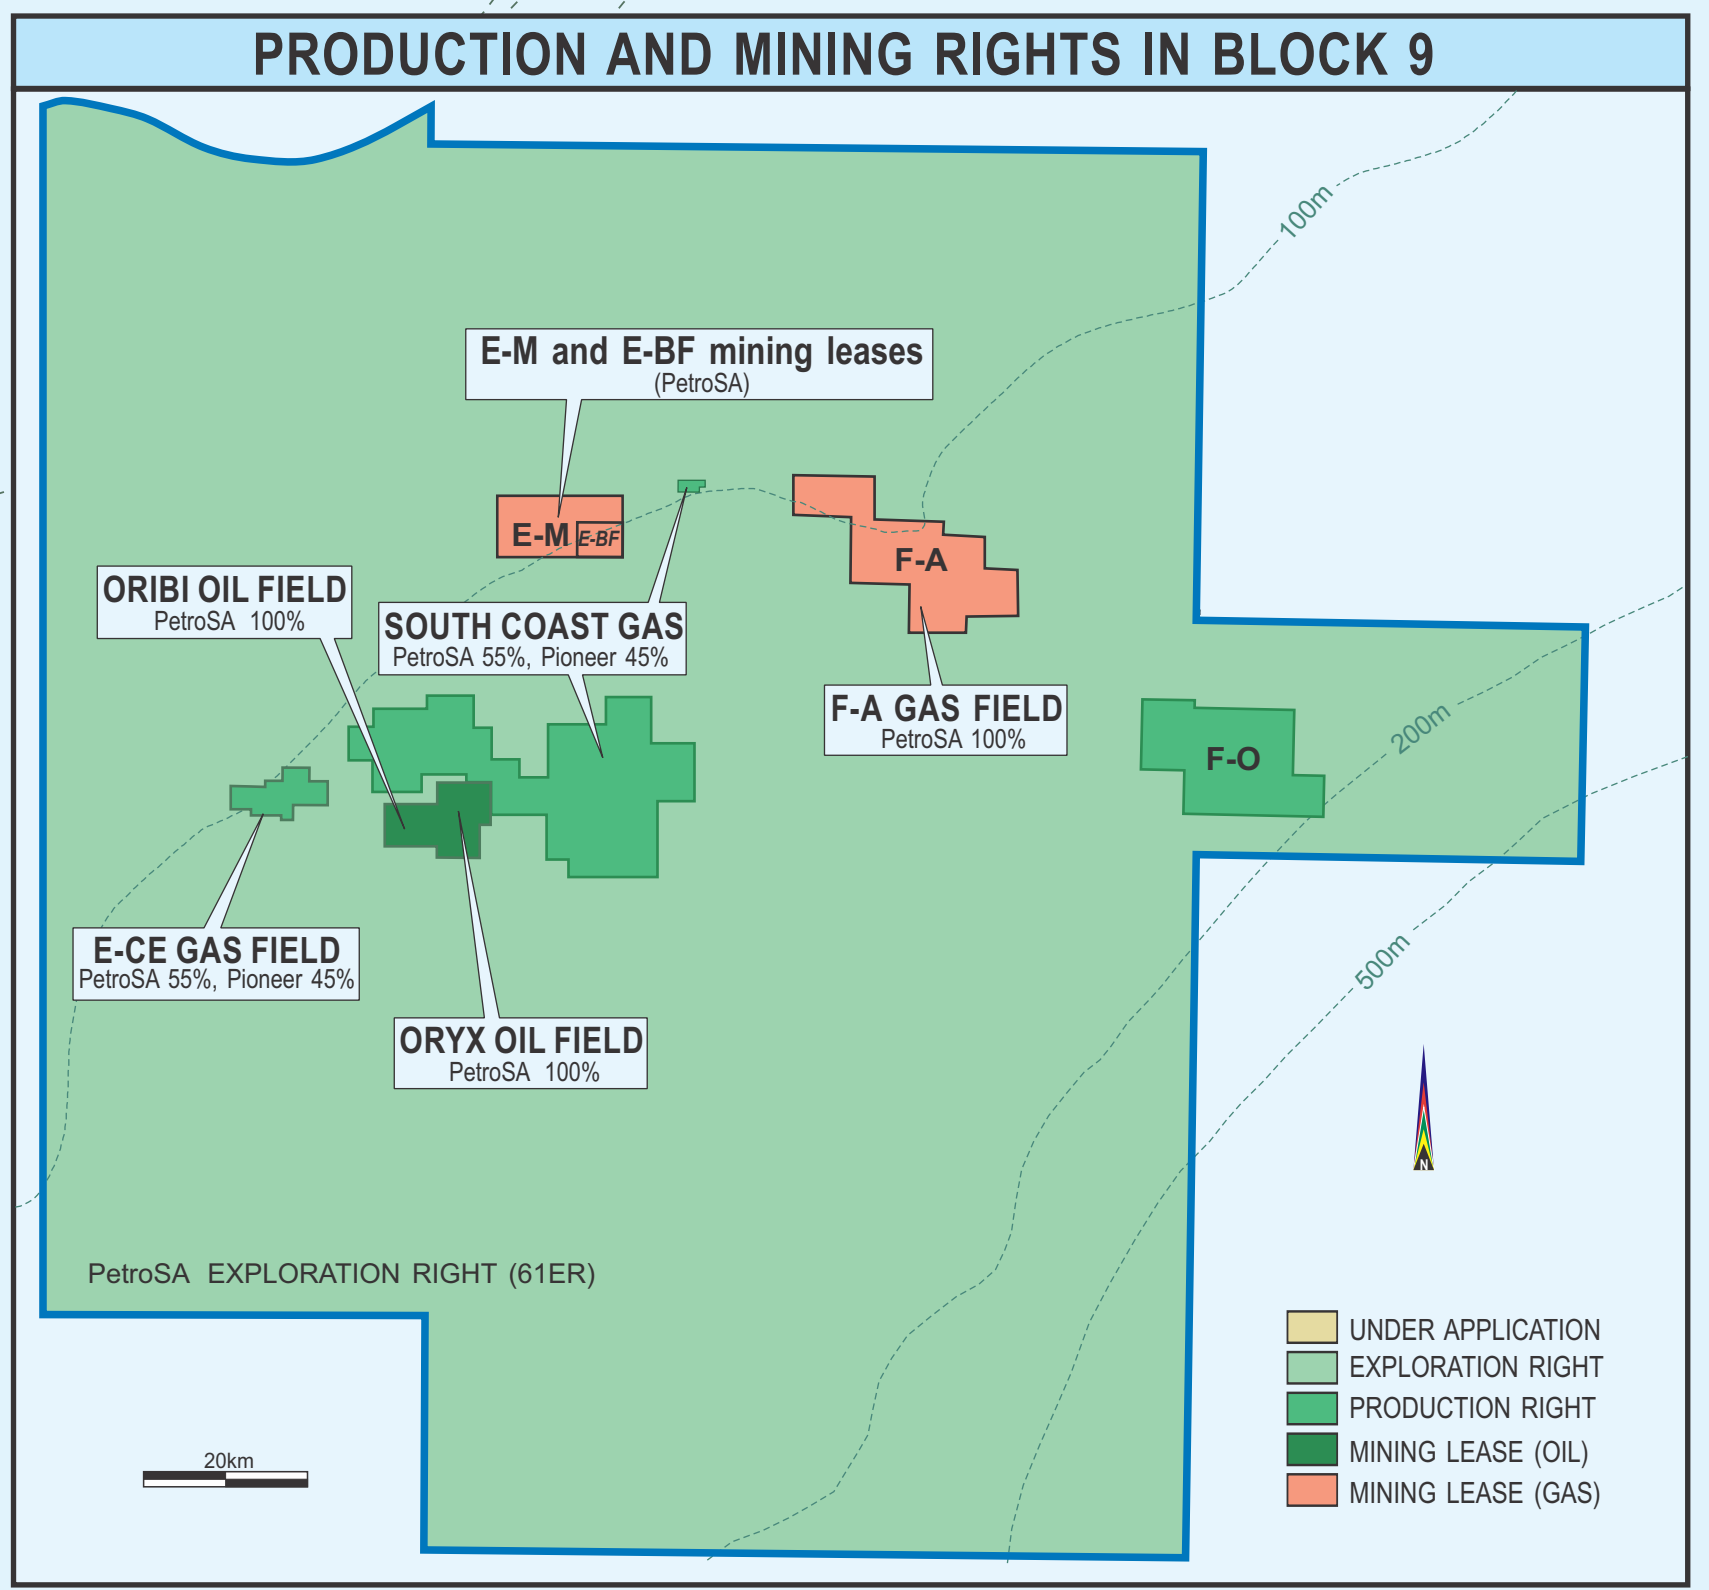 PRODUCTION AND MINING RIGHTS IN BLOCK 9
100m
E-M and E-BF mining leases
(PetroSA)
E-M
E-BF
F-A
ORIBI OIL FIELD
PetroSA 100%
SOUTH COAST GAS
PetroSA 55%, Pioneer 45%
F-A GAS FIELD
PetroSA 100%
F-O
200m
E-CE GAS FIELD
PetroSA 55%, Pioneer 45%
500m
ORYX OIL FIELD
PetroSA 100%
N
PetroSA EXPLORATION RIGHT (61ER)
20km
UNDER APPLICATION
EXPLORATION RIGHT
PRODUCTION RIGHT
MINING LEASE (OIL)
MINING LEASE (GAS)